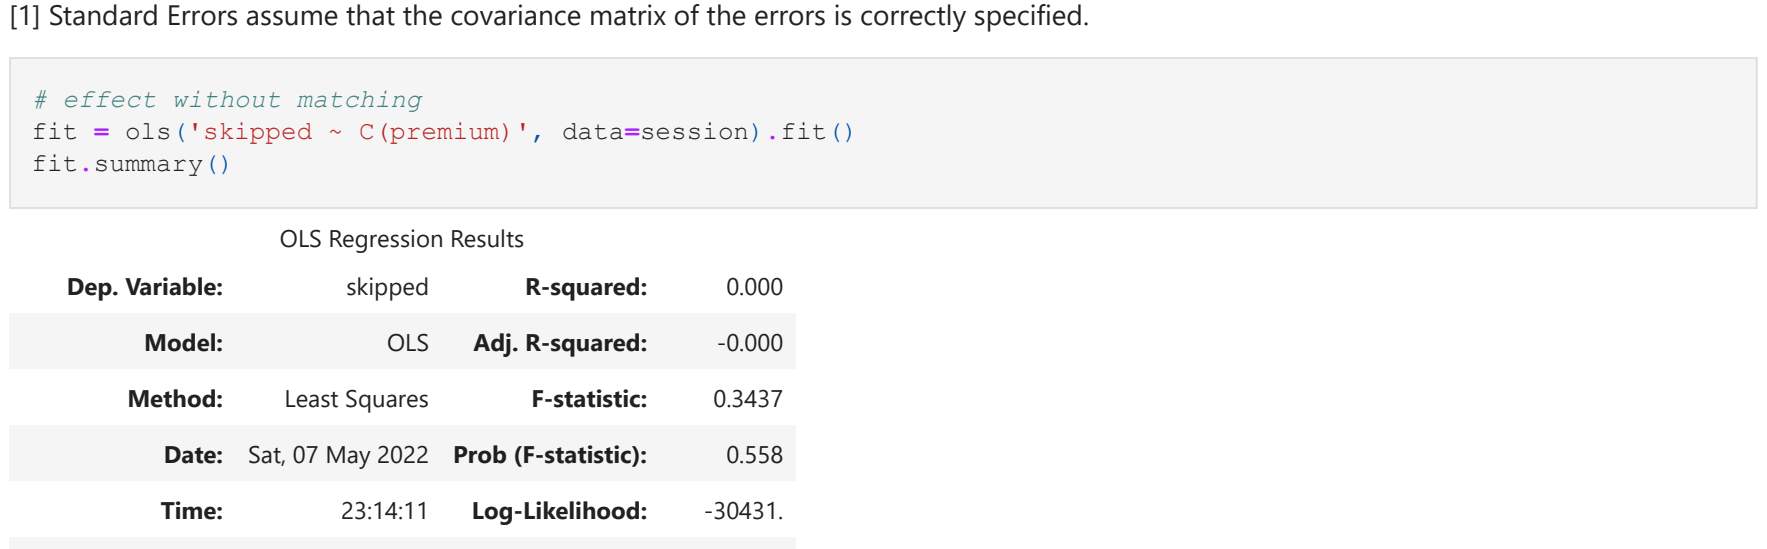 [1] Standard Errors assume that the covariance matrix of the errors is correctly specified.
# effect without matching
fit = ols('skipped ~ C(premium)', data=session).fit()
fit.summary()
OLS Regression Results
Dep. Variable: skipped R-squared: 0.000
Model: OLS Adj. R-squared: -0.000
Method: Least Squares F-statistic: 0.3437
Date: Sat, 07 May 2022 Prob (F-statistic): 0.558
Time: 23:14:11 Log-Likelihood: -30431.